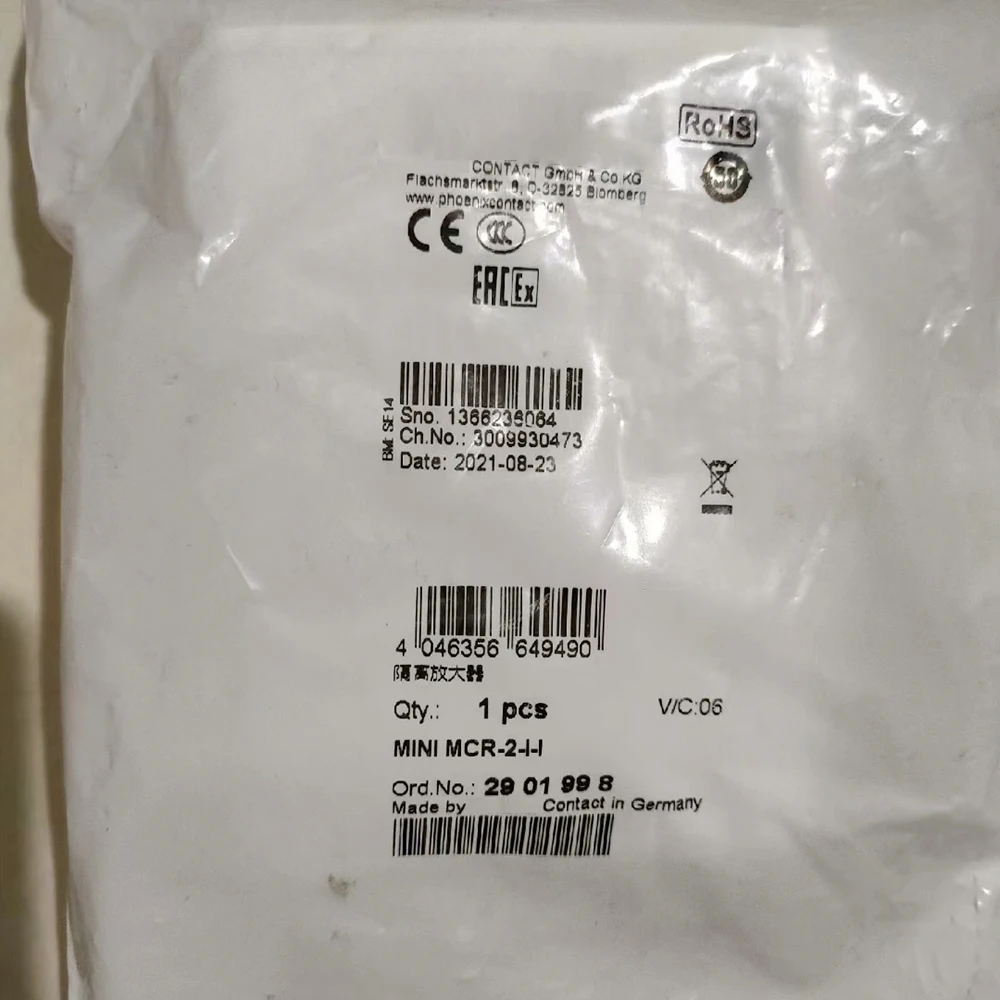 RoHS
50
CONTACT GmbH & Co KG
Flachsmarktstr. 8, D-32825 Blomberg
www.phoenixcontact.com
CE CCC
EAC Ex
Sno. 1366236064
Ch.No.: 3009930473
Date: 2021-08-23
4 046356 649490
隔离放大器
Qty.: 1 pcs V/C:06
MINI MCR-2-I-I
Ord.No.: 29 01 99 8
Made by Contact in Germany